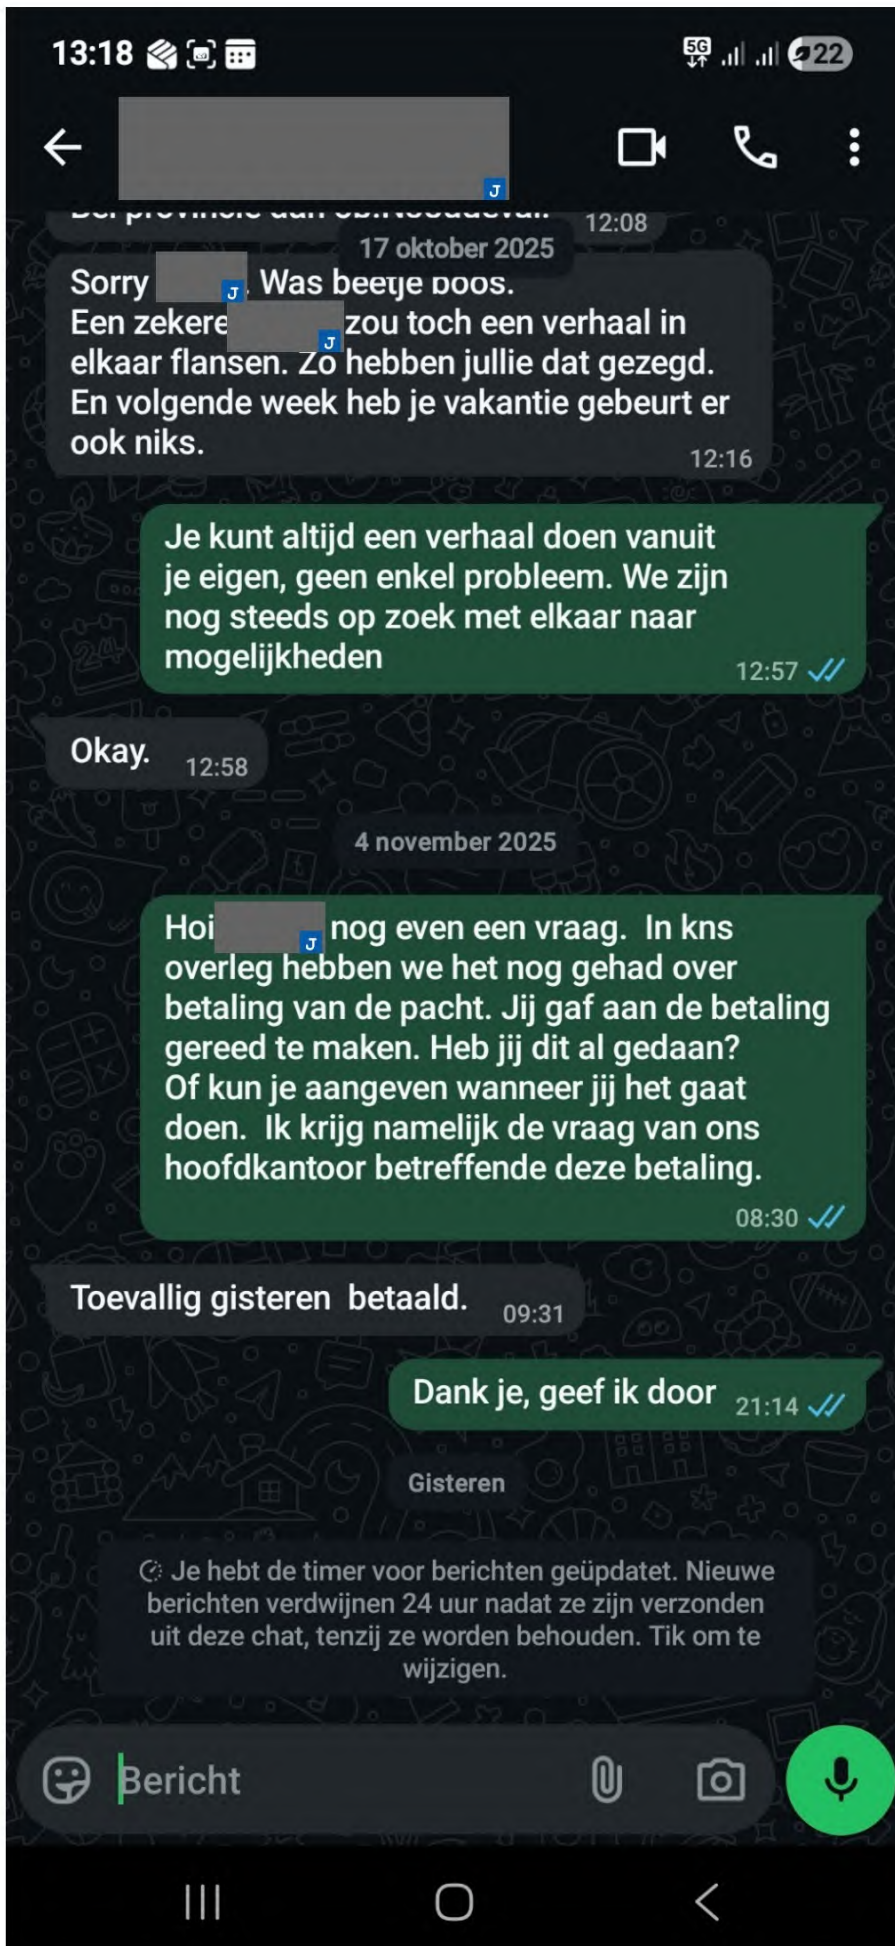 13:18
5G
22
12:08
17 oktober 2025
Sorry J. Was beetje boos.
Een zekere J zou toch een verhaal in
elkaar flansen. Zo hebben jullie dat gezegd.
En volgende week heb je vakantie gebeurt er
ook niks.
12:16
Je kunt altijd een verhaal doen vanuit
je eigen, geen enkel probleem. We zijn
nog steeds op zoek met elkaar naar
mogelijkheden
12:57
Okay.
12:58
4 november 2025
Hoi J nog even een vraag.  In kns
overleg hebben we het nog gehad over
betaling van de pacht. Jij gaf aan de betaling
gereed te maken. Heb jij dit al gedaan?
Of kun je aangeven wanneer jij het gaat
doen.  Ik krijg namelijk de vraag van ons
hoofdkantoor betreffende deze betaling.
08:30
Toevallig gisteren  betaald.
09:31
Dank je, geef ik door
21:14
Gisteren
Je hebt de timer voor berichten geüpdatet. Nieuwe
berichten verdwijnen 24 uur nadat ze zijn verzonden
uit deze chat, tenzij ze worden behouden. Tik om te
wijzigen.
Bericht